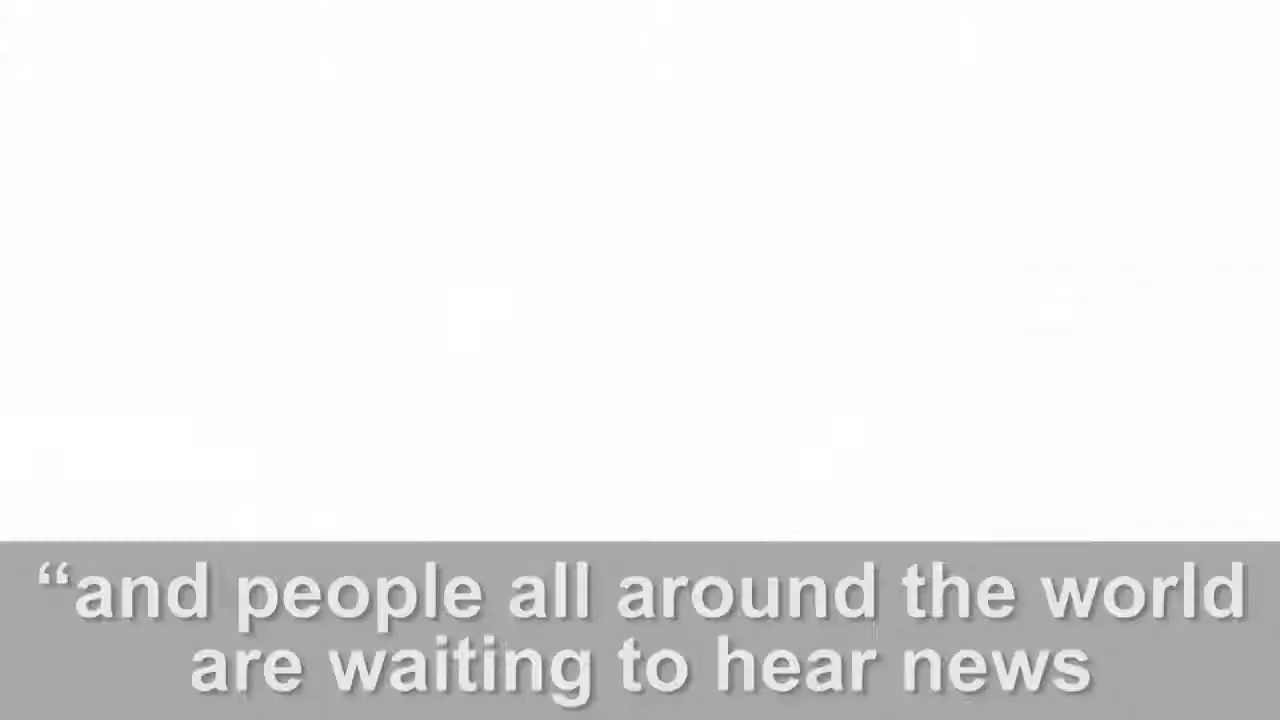 “and people all around the world
are waiting to hear news